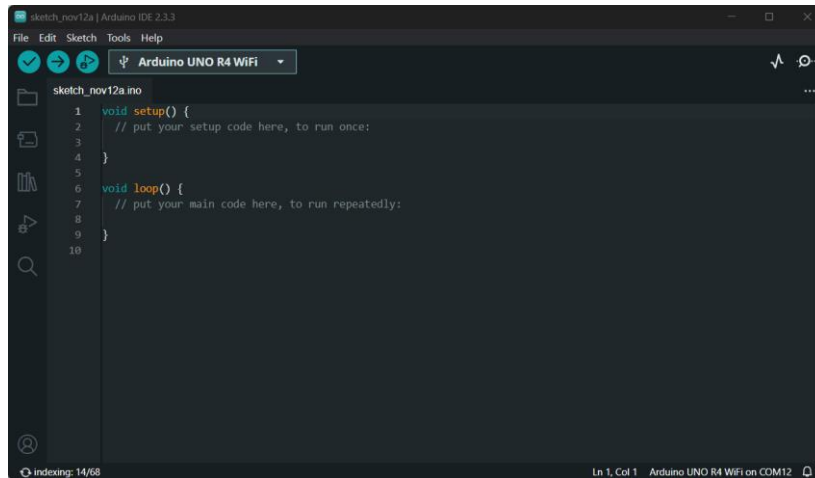 sketch_nov12a | Arduino IDE 2.3.3
File Edit Sketch Tools Help
Arduino UNO R4 WiFi
sketch_nov12a.ino
1 void setup() {
2 // put your setup code here, to run once:
3
4 }
5
6 void loop() {
7 // put your main code here, to run repeatedly:
8
9 }
10
indexing: 14/68 Ln 1, Col 1 Arduino UNO R4 WiFi on COM12